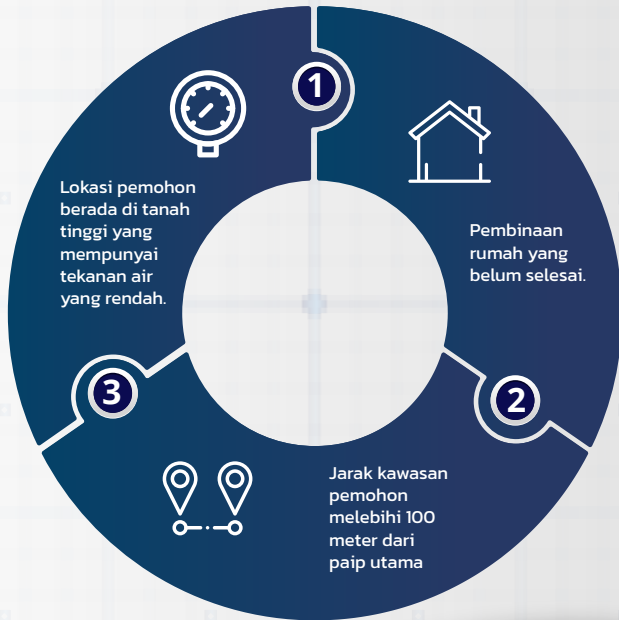 1
Pembinaan
rumah yang
belum selesai.
2
Jarak kawasan
pemohon
melebihi 100
meter dari
paip utama
3
Lokasi pemohon
berada di tanah
tinggi yang
mempunyai
tekanan air
yang rendah.